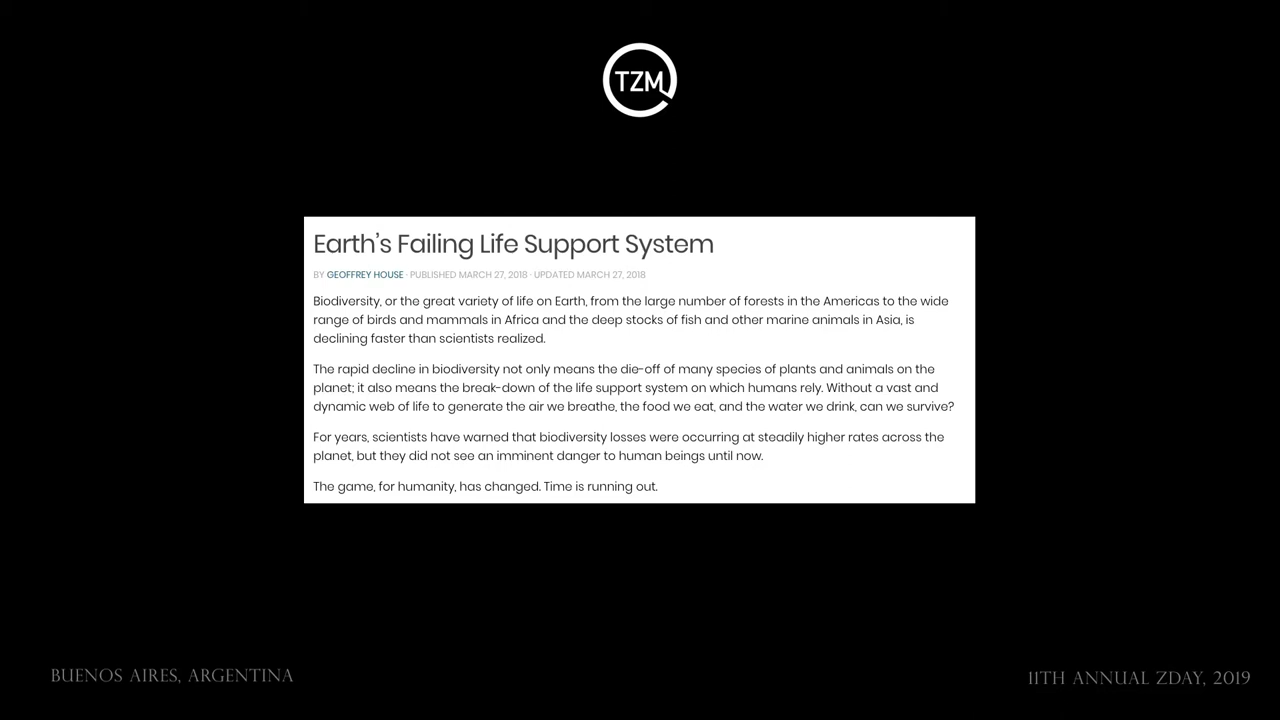 TZM
Earth's Failing Life Support System
BY GEOFFREY HOUSE · PUBLISHED MARCH 27, 2018 · UPDATED MARCH 27, 2018
Biodiversity, or the great variety of life on Earth, from the large number of forests in the Americas to the wide
range of birds and mammals in Africa and the deep stocks of fish and other marine animals in Asia, is
declining faster than scientists realized.
The rapid decline in biodiversity not only means the die-off of many species of plants and animals on the
planet; it also means the break-down of the life support system on which humans rely. Without a vast and
dynamic web of life to generate the air we breathe, the food we eat, and the water we drink, can we survive?
For years, scientists have warned that biodiversity losses were occurring at steadily higher rates across the
planet, but they did not see an imminent danger to human beings until now.
The game, for humanity, has changed. Time is running out.
BUENOS AIRES, ARGENTINA
11TH ANNUAL ZDAY, 2019